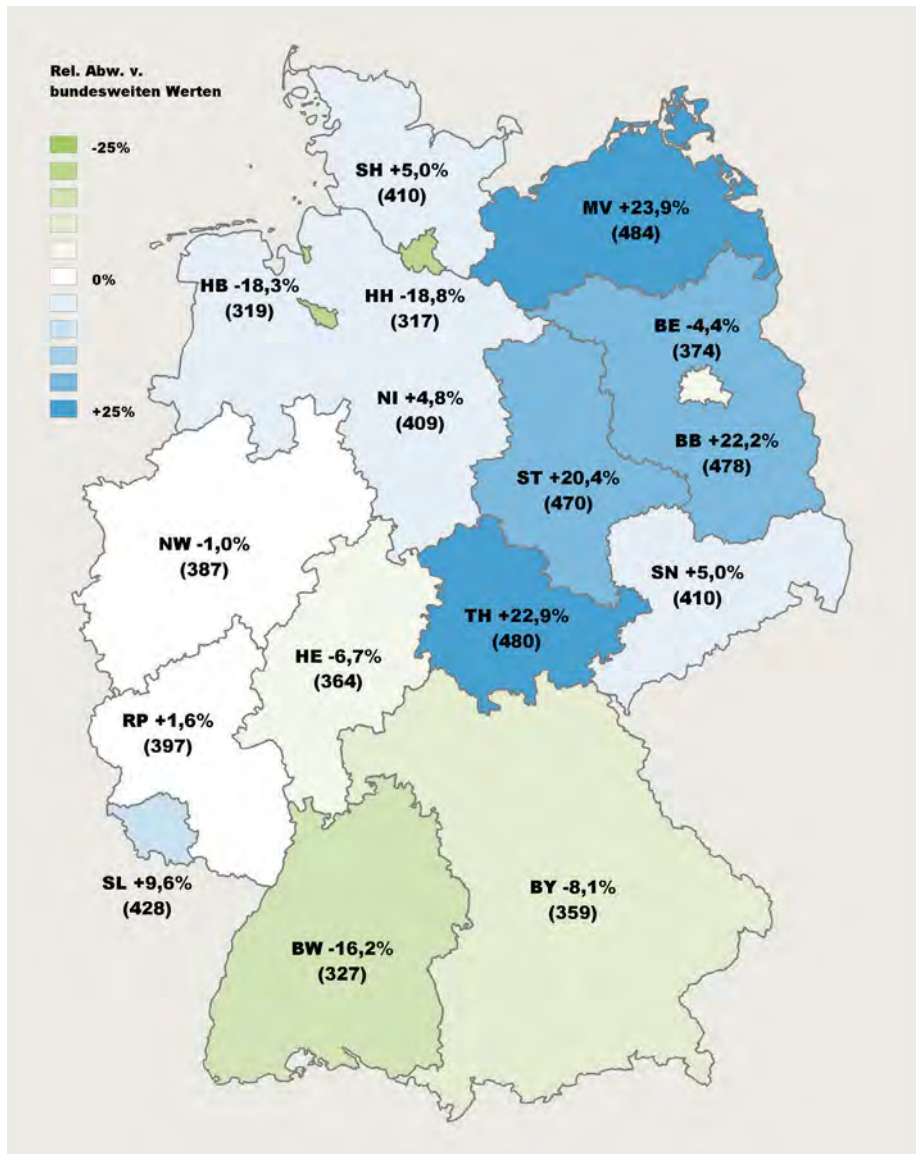 Rel. Abw. v.
bundesweiten Werten
-25%
0%
+25%
SH +5,0%
(410)
MV +23,9%
(484)
HB -18,3%
(319)
HH -18,8%
(317)
BE -4,4%
(374)
NI +4,8%
(409)
BB +22,2%
(478)
ST +20,4%
(470)
NW -1,0%
(387)
SN +5,0%
(410)
TH +22,9%
(480)
HE -6,7%
(364)
RP +1,6%
(397)
SL +9,6%
(428)
BY -8,1%
(359)
BW -16,2%
(327)